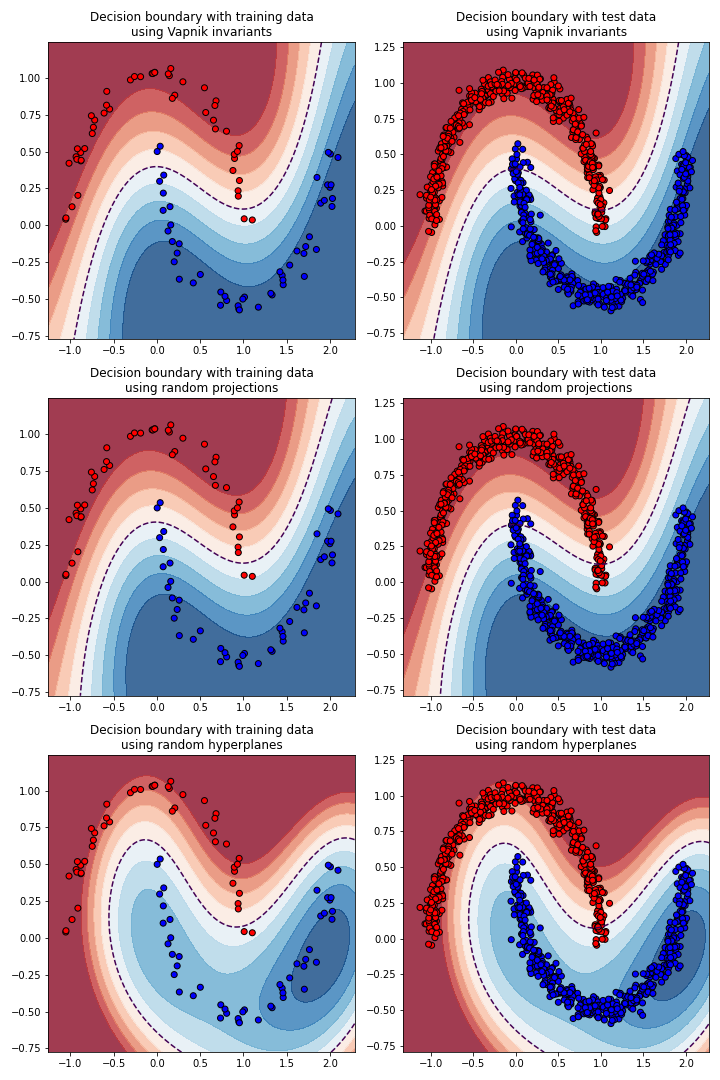 Decision boundary with training data
using Vapnik invariants
Decision boundary with test data
using Vapnik invariants
1.00
0.75
0.50
0.25
0.00
−0.25
−0.50
−0.75
−1.0 −0.5 0.0 0.5 1.0 1.5 2.0
1.25
1.00
0.75
0.50
0.25
0.00
−0.25
−0.50
−0.75
−1.0 −0.5 0.0 0.5 1.0 1.5 2.0
Decision boundary with training data
using random projections
Decision boundary with test data
using random projections
1.00
0.75
0.50
0.25
0.00
−0.25
−0.50
−0.75
−1.0 −0.5 0.0 0.5 1.0 1.5 2.0
1.25
1.00
0.75
0.50
0.25
0.00
−0.25
−0.50
−0.75
−1.0 −0.5 0.0 0.5 1.0 1.5 2.0
Decision boundary with training data
using random hyperplanes
Decision boundary with test data
using random hyperplanes
1.00
0.75
0.50
0.25
0.00
−0.25
−0.50
−0.75
−1.0 −0.5 0.0 0.5 1.0 1.5 2.0
1.25
1.00
0.75
0.50
0.25
0.00
−0.25
−0.50
−0.75
−1.0 −0.5 0.0 0.5 1.0 1.5 2.0